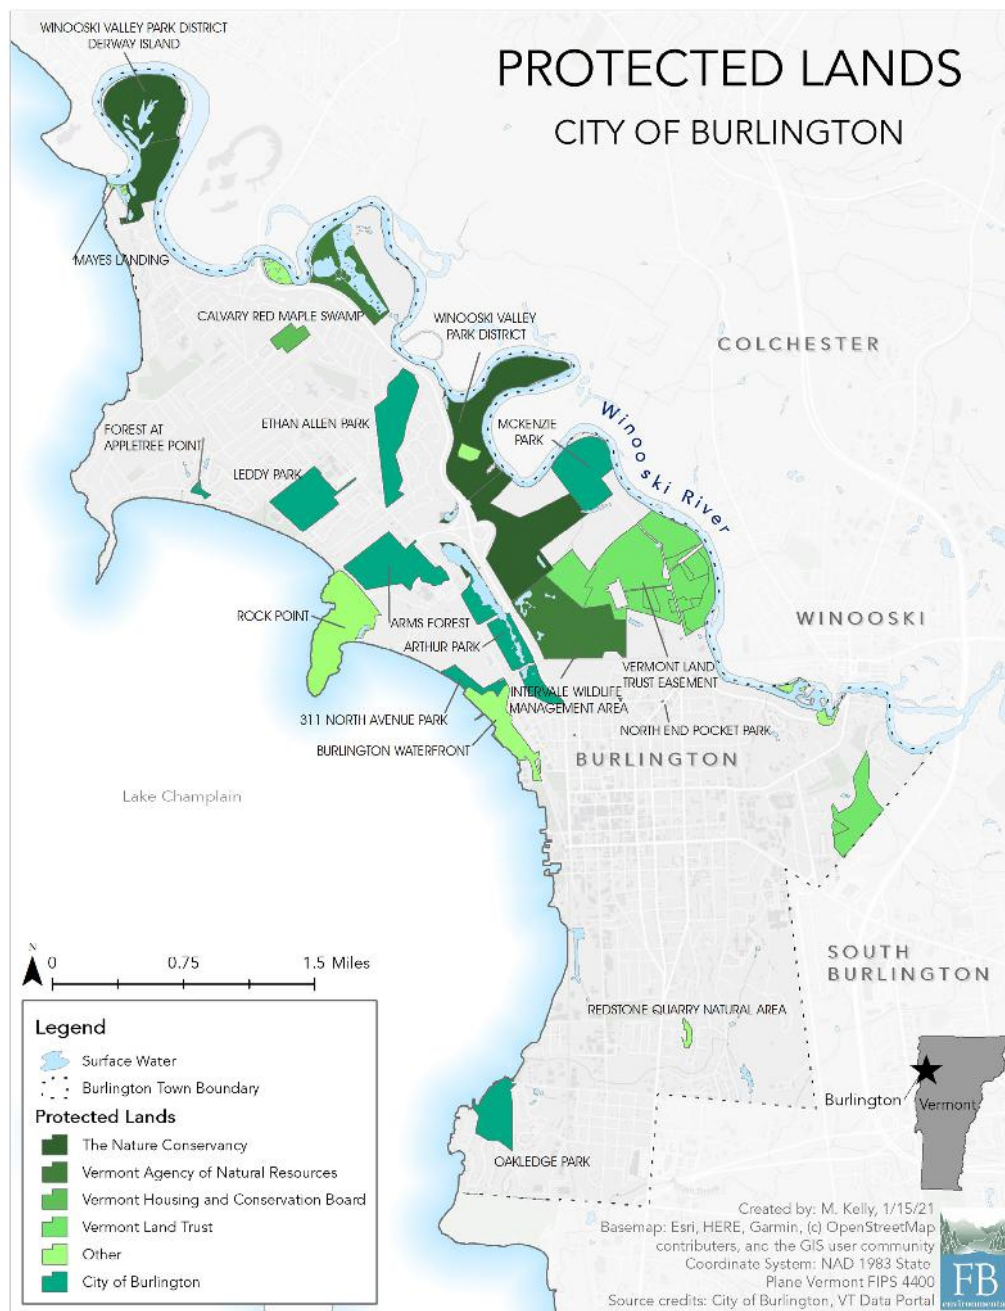 WINOOSKI VALLEY PARK DISTRICT
DERWAY ISLAND
PROTECTED LANDS
CITY OF BURLINGTON
MAYES LANDING
CALVARY RED MAPLE SWAMP
WINOOSKI VALLEY
PARK DISTRICT
COLCHESTER
ETHAN ALLEN PARK
MCKENZIE
PARK
Winooski River
FOREST AT
APPLETREE POINT
LEDDY PARK
ROCK POINT
ARMS FOREST
ARTHUR PARK
WINOOSKI
VERMONT LAND
TRUST EASEMENT
INTERVALE WILDLIFE
MANAGEMENT AREA
311 NORTH AVENUE PARK
NORTH END POCKET PARK
BURLINGTON WATERFRONT
BURLINGTON
Lake Champlain
SOUTH
BURLINGTON
N
0 0.75 1.5 Miles
REDSTONE QUARRY NATURAL AREA
Legend
Surface Water
Burlington Town Boundary
Protected Lands
The Nature Conservancy
Vermont Agency of Natural Resources
Vermont Housing and Conservation Board
Vermont Land Trust
Other
City of Burlington
OAKLEDGE PARK
Burlington
Vermont
Created by: M. Kelly, 1/15/21
Basemap: Esri, HERE, Garmin, (c) OpenStreetMap
contributers, and the GIS user community
Coordinate System: NAD 1983 State
Plane Vermont FIPS 4400
Source credits: City of Burlington, VT Data Portal
FB
environmental